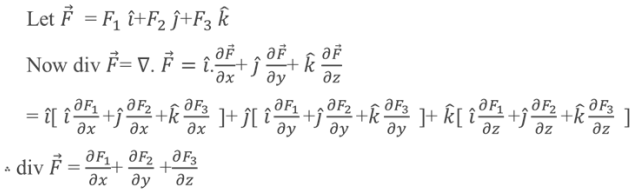 Let F⃗ = F₁ î+F₂ ĵ+F₃ k̂
Now div F⃗= ∇. F⃗ = î.∂F⃗/∂x+ ĵ ∂F⃗/∂y+ k̂ ∂F⃗/∂z
= î[ î ∂F₁/∂x +ĵ ∂F₂/∂x +k̂ ∂F₃/∂x ]+ ĵ[ î ∂F₁/∂y +ĵ ∂F₂/∂y +k̂ ∂F₃/∂y ]+ k̂[ î ∂F₁/∂z +ĵ ∂F₂/∂z +k̂ ∂F₃/∂z ]
∴ div F⃗ = ∂F₁/∂x + ∂F₂/∂y + ∂F₃/∂z